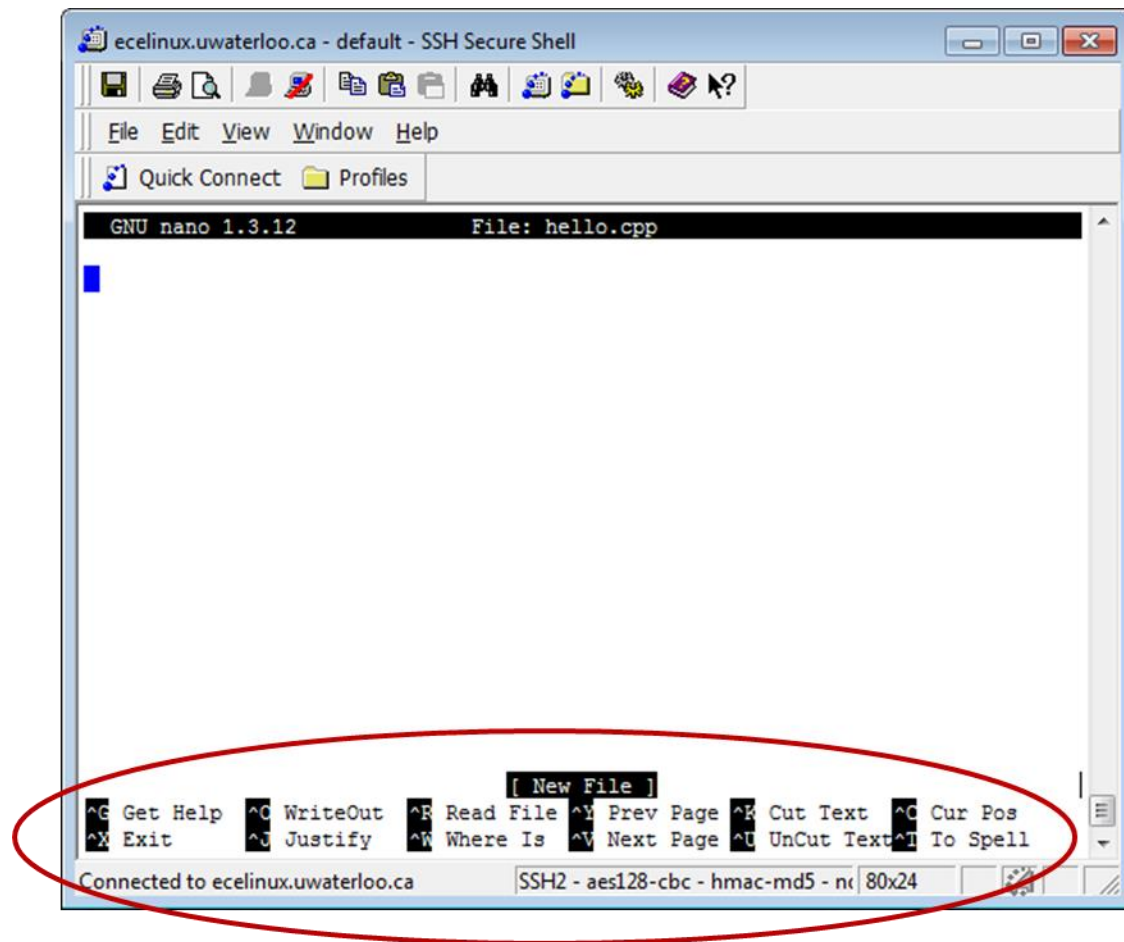 ecelinux.uwaterloo.ca - default - SSH Secure Shell
File Edit View Window Help
Quick Connect Profiles
GNU nano 1.3.12 File: hello.cpp
[ New File ]
^G Get Help ^O WriteOut ^R Read File ^Y Prev Page ^K Cut Text ^C Cur Pos
^X Exit ^J Justify ^W Where Is ^V Next Page ^U UnCut Text ^T To Spell
Connected to ecelinux.uwaterloo.ca SSH2 - aes128-cbc - hmac-md5 - 80x24